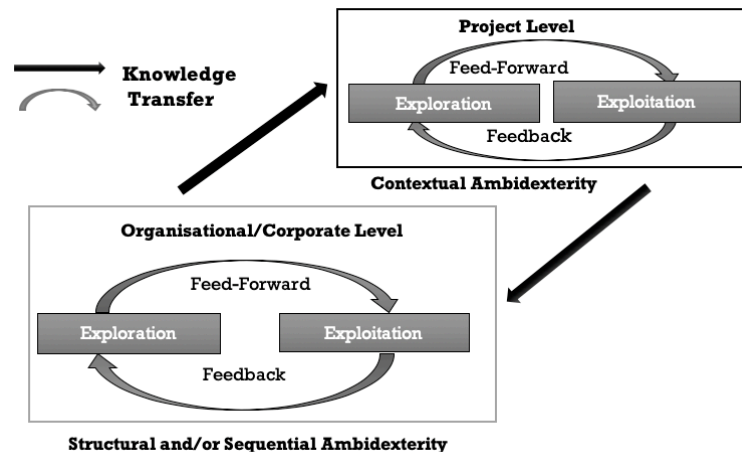 Knowledge
Transfer
Project Level
Feed-Forward
Exploration
Exploitation
Feedback
Contextual Ambidexterity
Organisational/Corporate Level
Feed-Forward
Exploration
Exploitation
Feedback
Structural and/or Sequential Ambidexterity